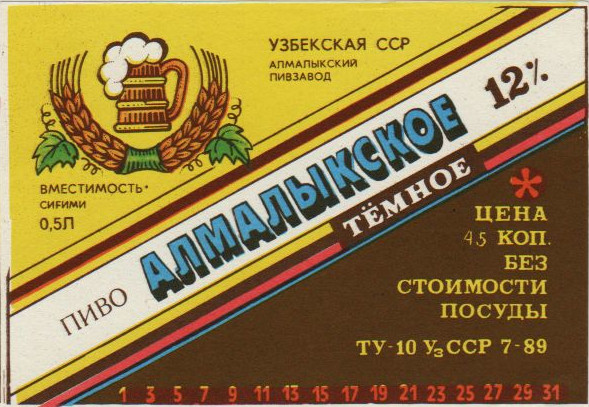 УЗБЕКСКАЯ ССР
АЛМАЛЫКСКИЙ
ПИВЗАВОД
ВМЕСТИМОСТЬ·
СИҒИМИ
0,5Л
ПИВО АЛМАЛЫКСКОЕ 12%
ТЁМНОЕ
*
ЦЕНА
45 КОП.
БЕЗ
СТОИМОСТИ
ПОСУДЫ
ТУ-10 УзССР 7-89
1 3 5 7 9 11 13 15 17 19 21 23 25 27 29 31